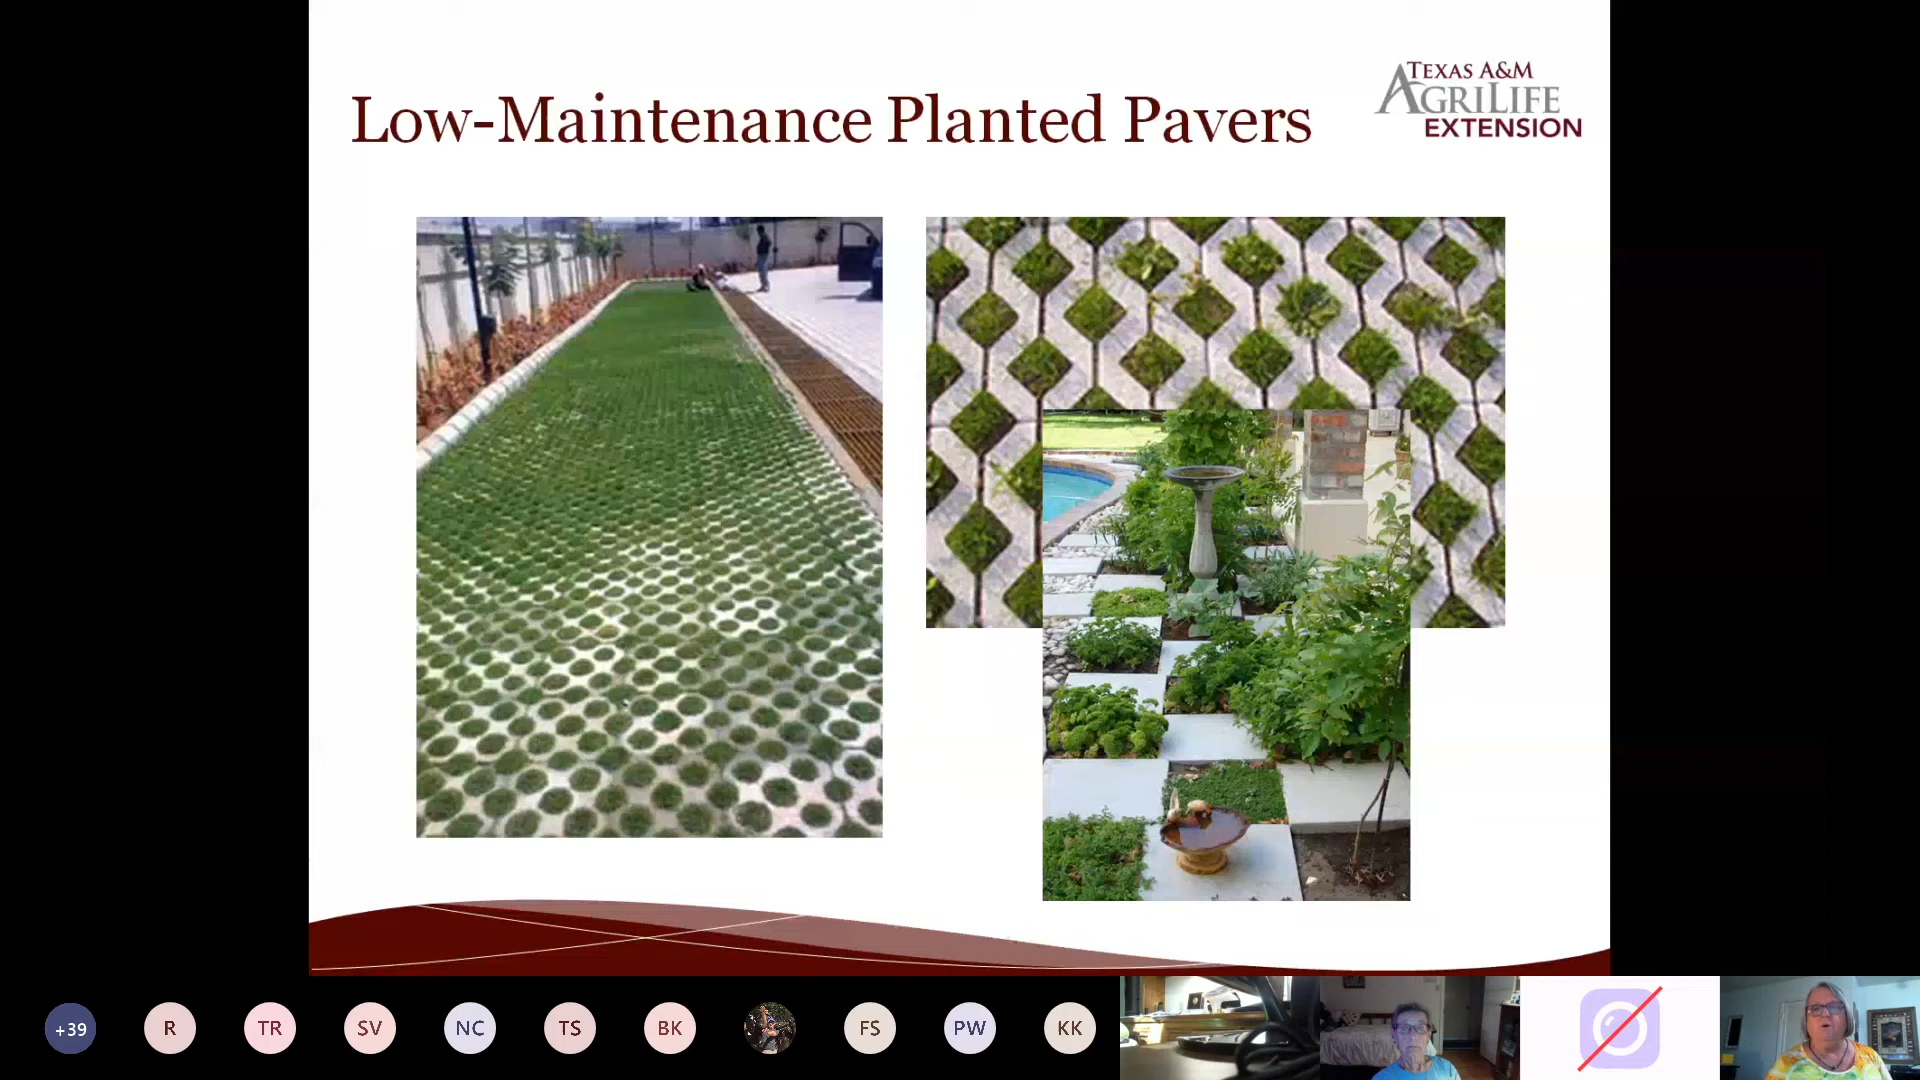 Low-Maintenance Planted Pavers
TEXAS A&M
AGRILIFE
EXTENSION
+39
R
TR
SV
NC
TS
BK
FS
PW
KK